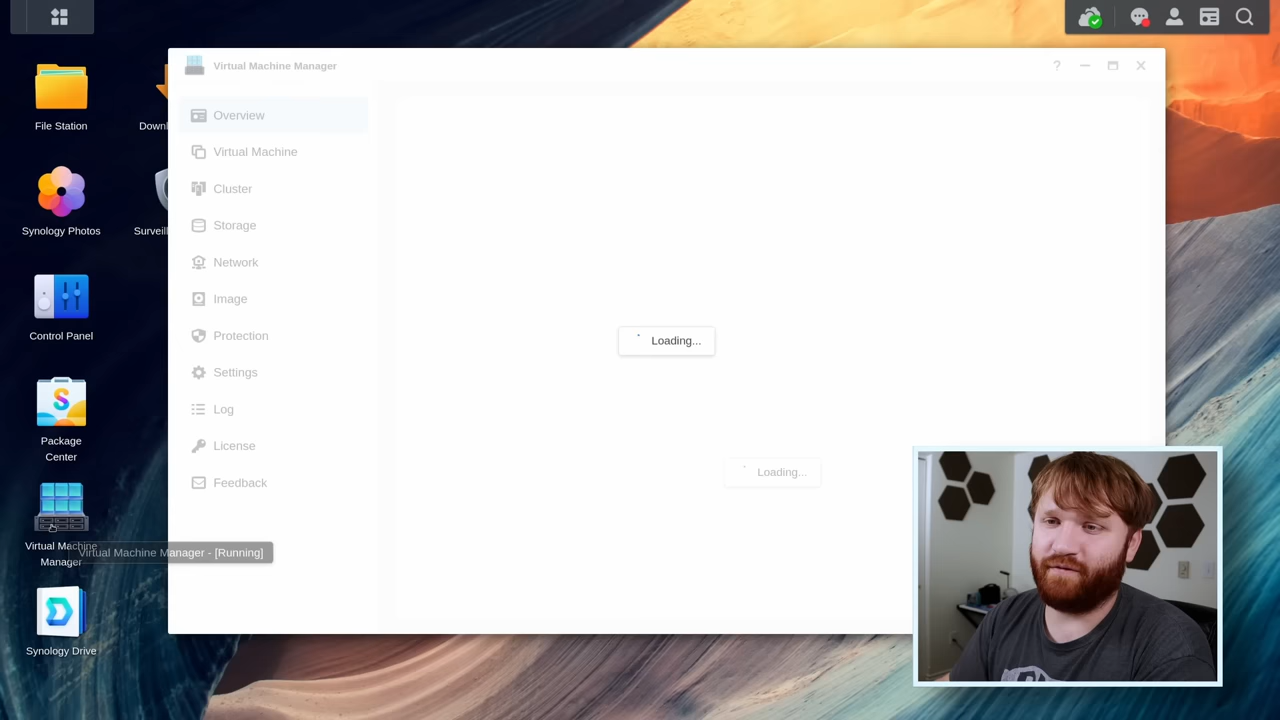 Virtual Machine Manager
?
File Station
Downl
Synology Photos
Surveill
Control Panel
Package
Center
Virtual Machine
Manager
Virtual Machine Manager - [Running]
Synology Drive
Overview
Virtual Machine
Cluster
Storage
Network
Image
Protection
Settings
Log
License
Feedback
Loading...
Loading...